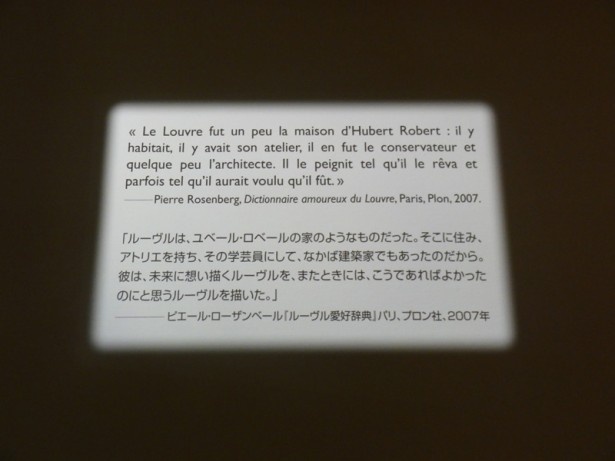 « Le Louvre fut un peu la maison d'Hubert Robert : il y
habitait, il y avait son atelier, il en fut le conservateur et
quelque peu l'architecte. Il le peignit tel qu'il le rêva et
parfois tel qu'il aurait voulu qu'il fût. »
—— Pierre Rosenberg, Dictionnaire amoureux du Louvre, Paris, Plon, 2007.
「ルーヴルは、ユベール・ロベールの家のようなものだった。そこに住み、
アトリエを持ち、その学芸員にして、なかば建築家でもあったのだから。
彼は、未来に想い描くルーヴルを、またときには、こうであればよかった
のにと思うルーヴルを描いた。」
—— ピエール・ローザンベール『ルーヴル愛好辞典』パリ、プロン社、2007年